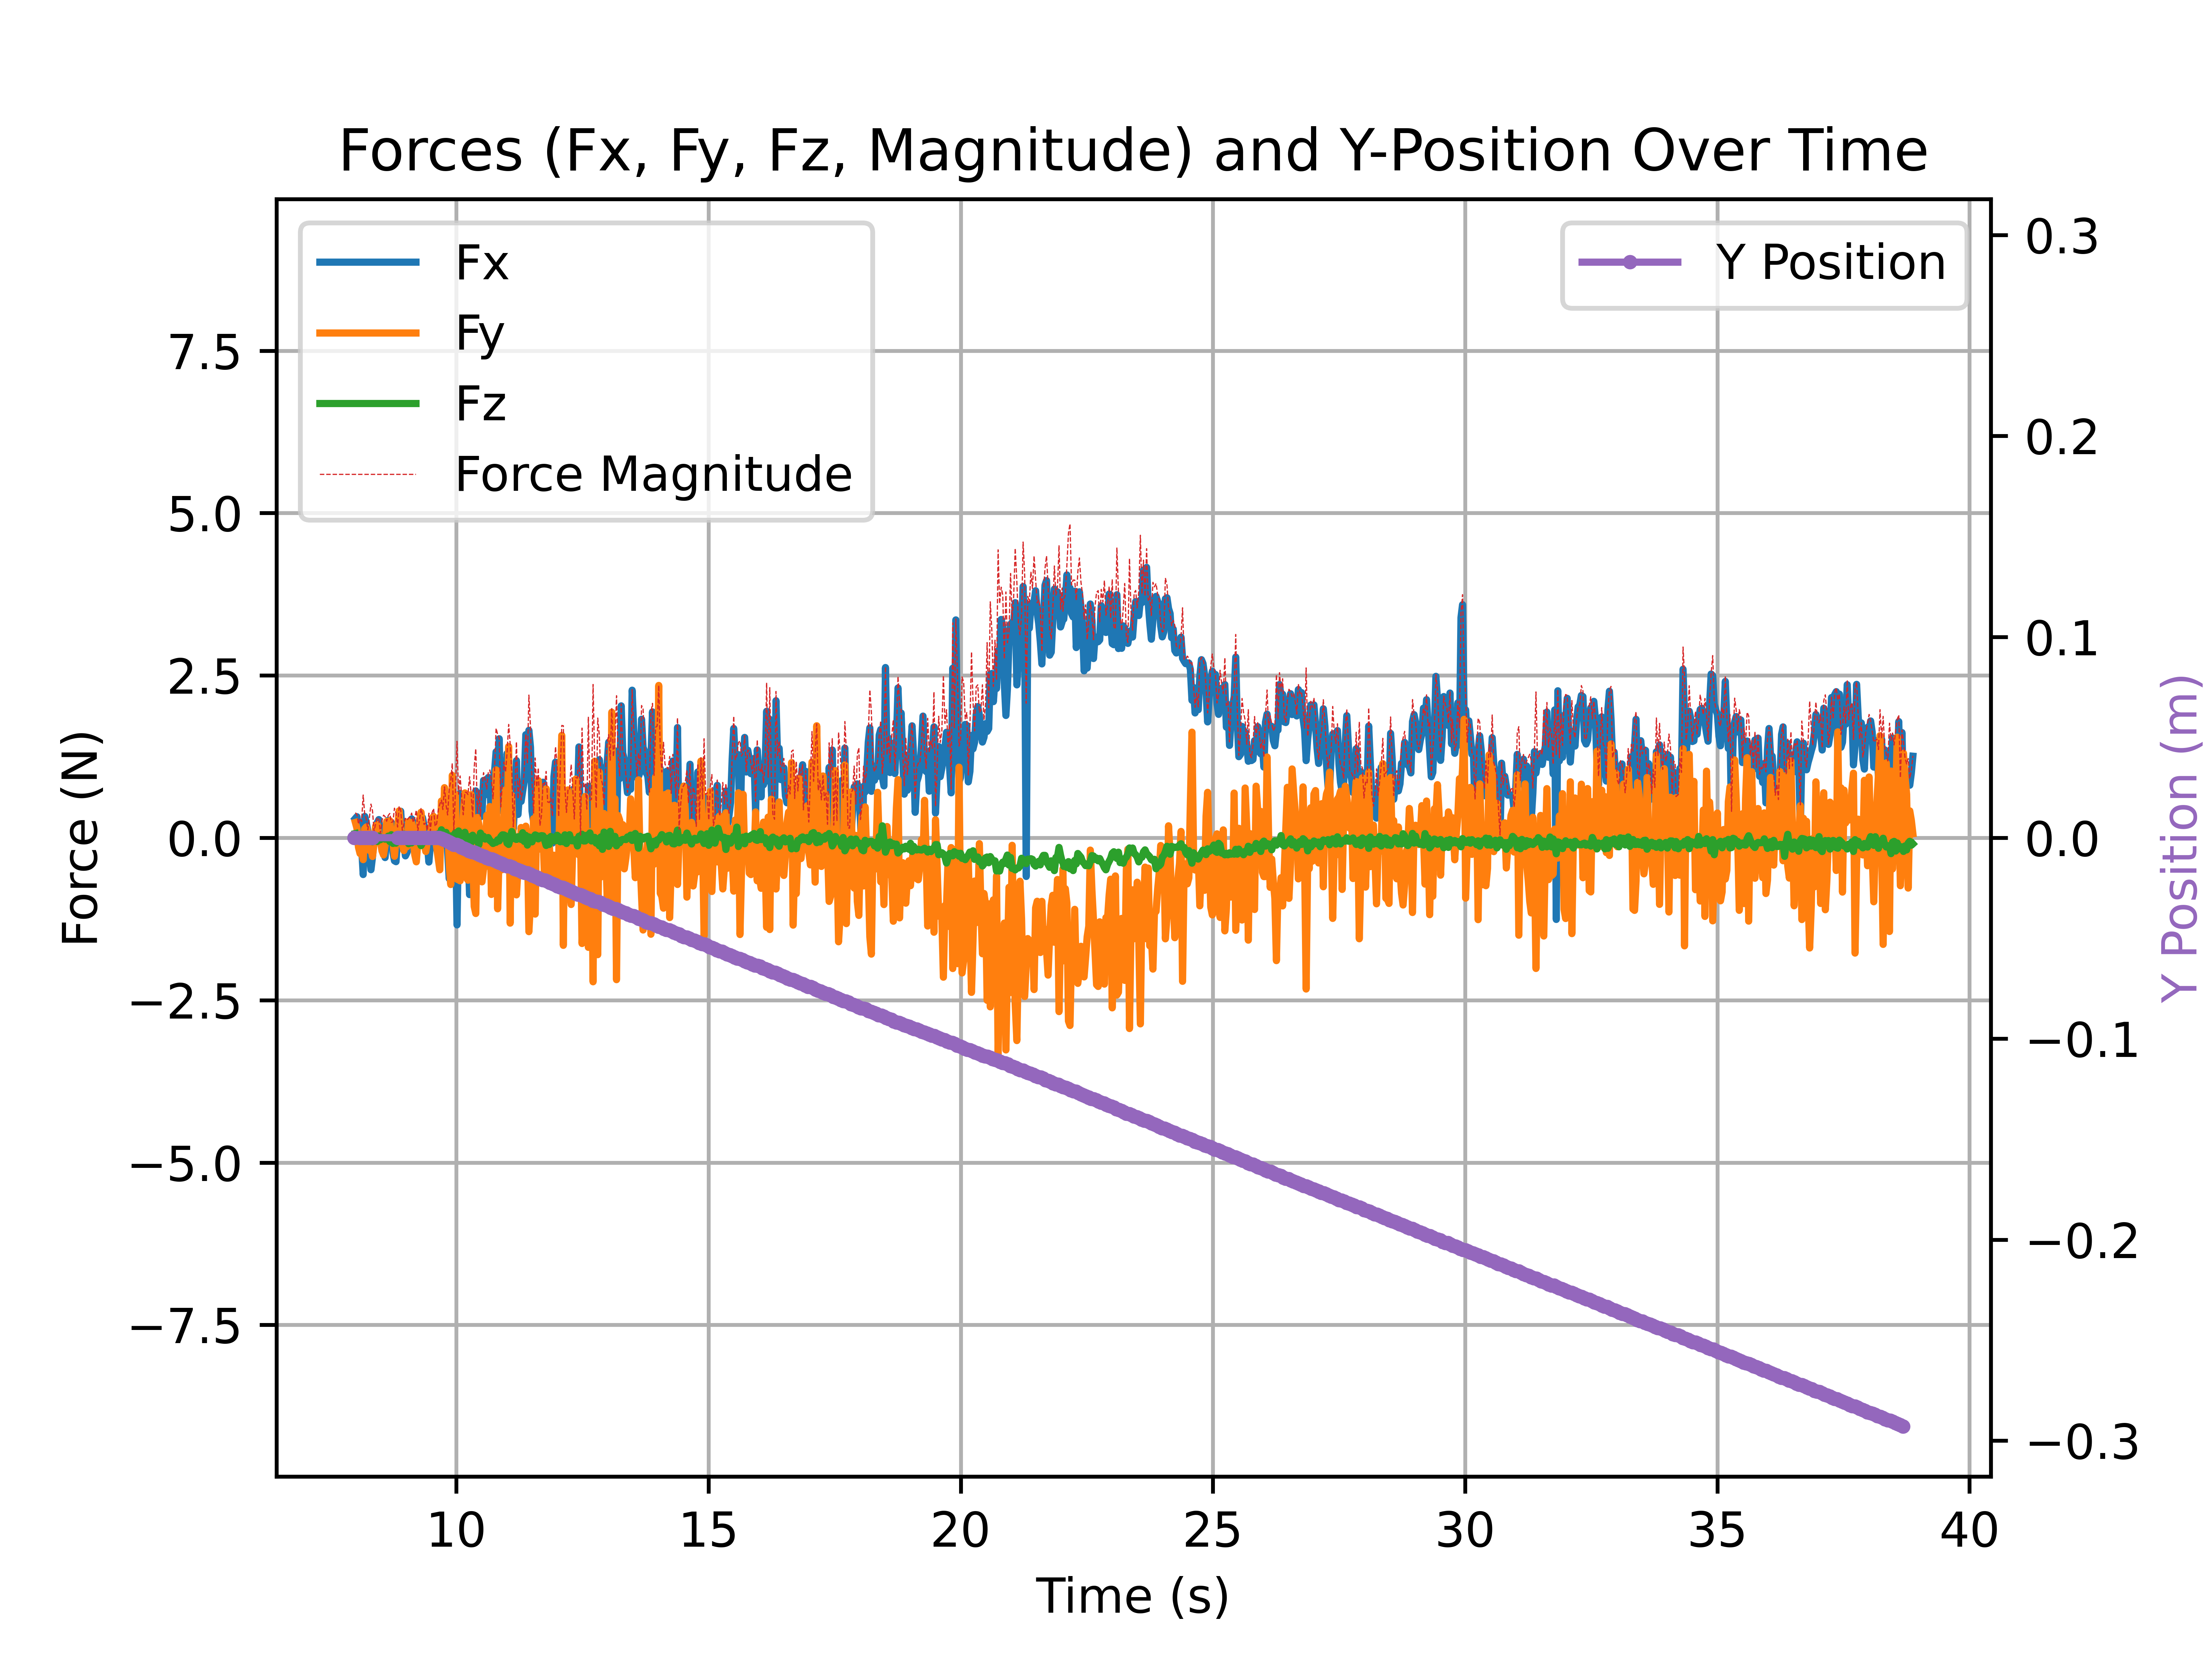 Forces (Fx, Fy, Fz, Magnitude) and Y-Position Over Time
Fx
Fy
Fz
Force Magnitude
Y Position
Force (N)
7.5
5.0
2.5
0.0
−2.5
−5.0
−7.5
0.3
0.2
0.1
0.0
−0.1
−0.2
−0.3
Y Position (m)
10 15 20 25 30 35 40
Time (s)